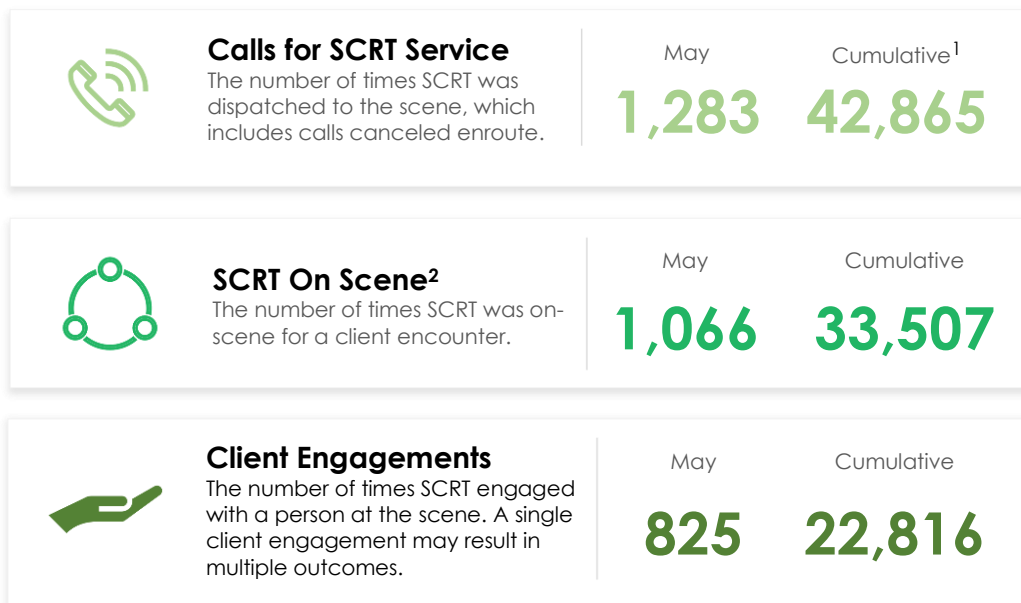 Calls for SCRT Service
The number of times SCRT was
dispatched to the scene, which
includes calls canceled enroute.
May
1,283
Cumulative¹
42,865
SCRT On Scene²
The number of times SCRT was on-
scene for a client encounter.
May
1,066
Cumulative
33,507
Client Engagements
The number of times SCRT engaged
with a person at the scene. A single
client engagement may result in
multiple outcomes.
May
825
Cumulative
22,816